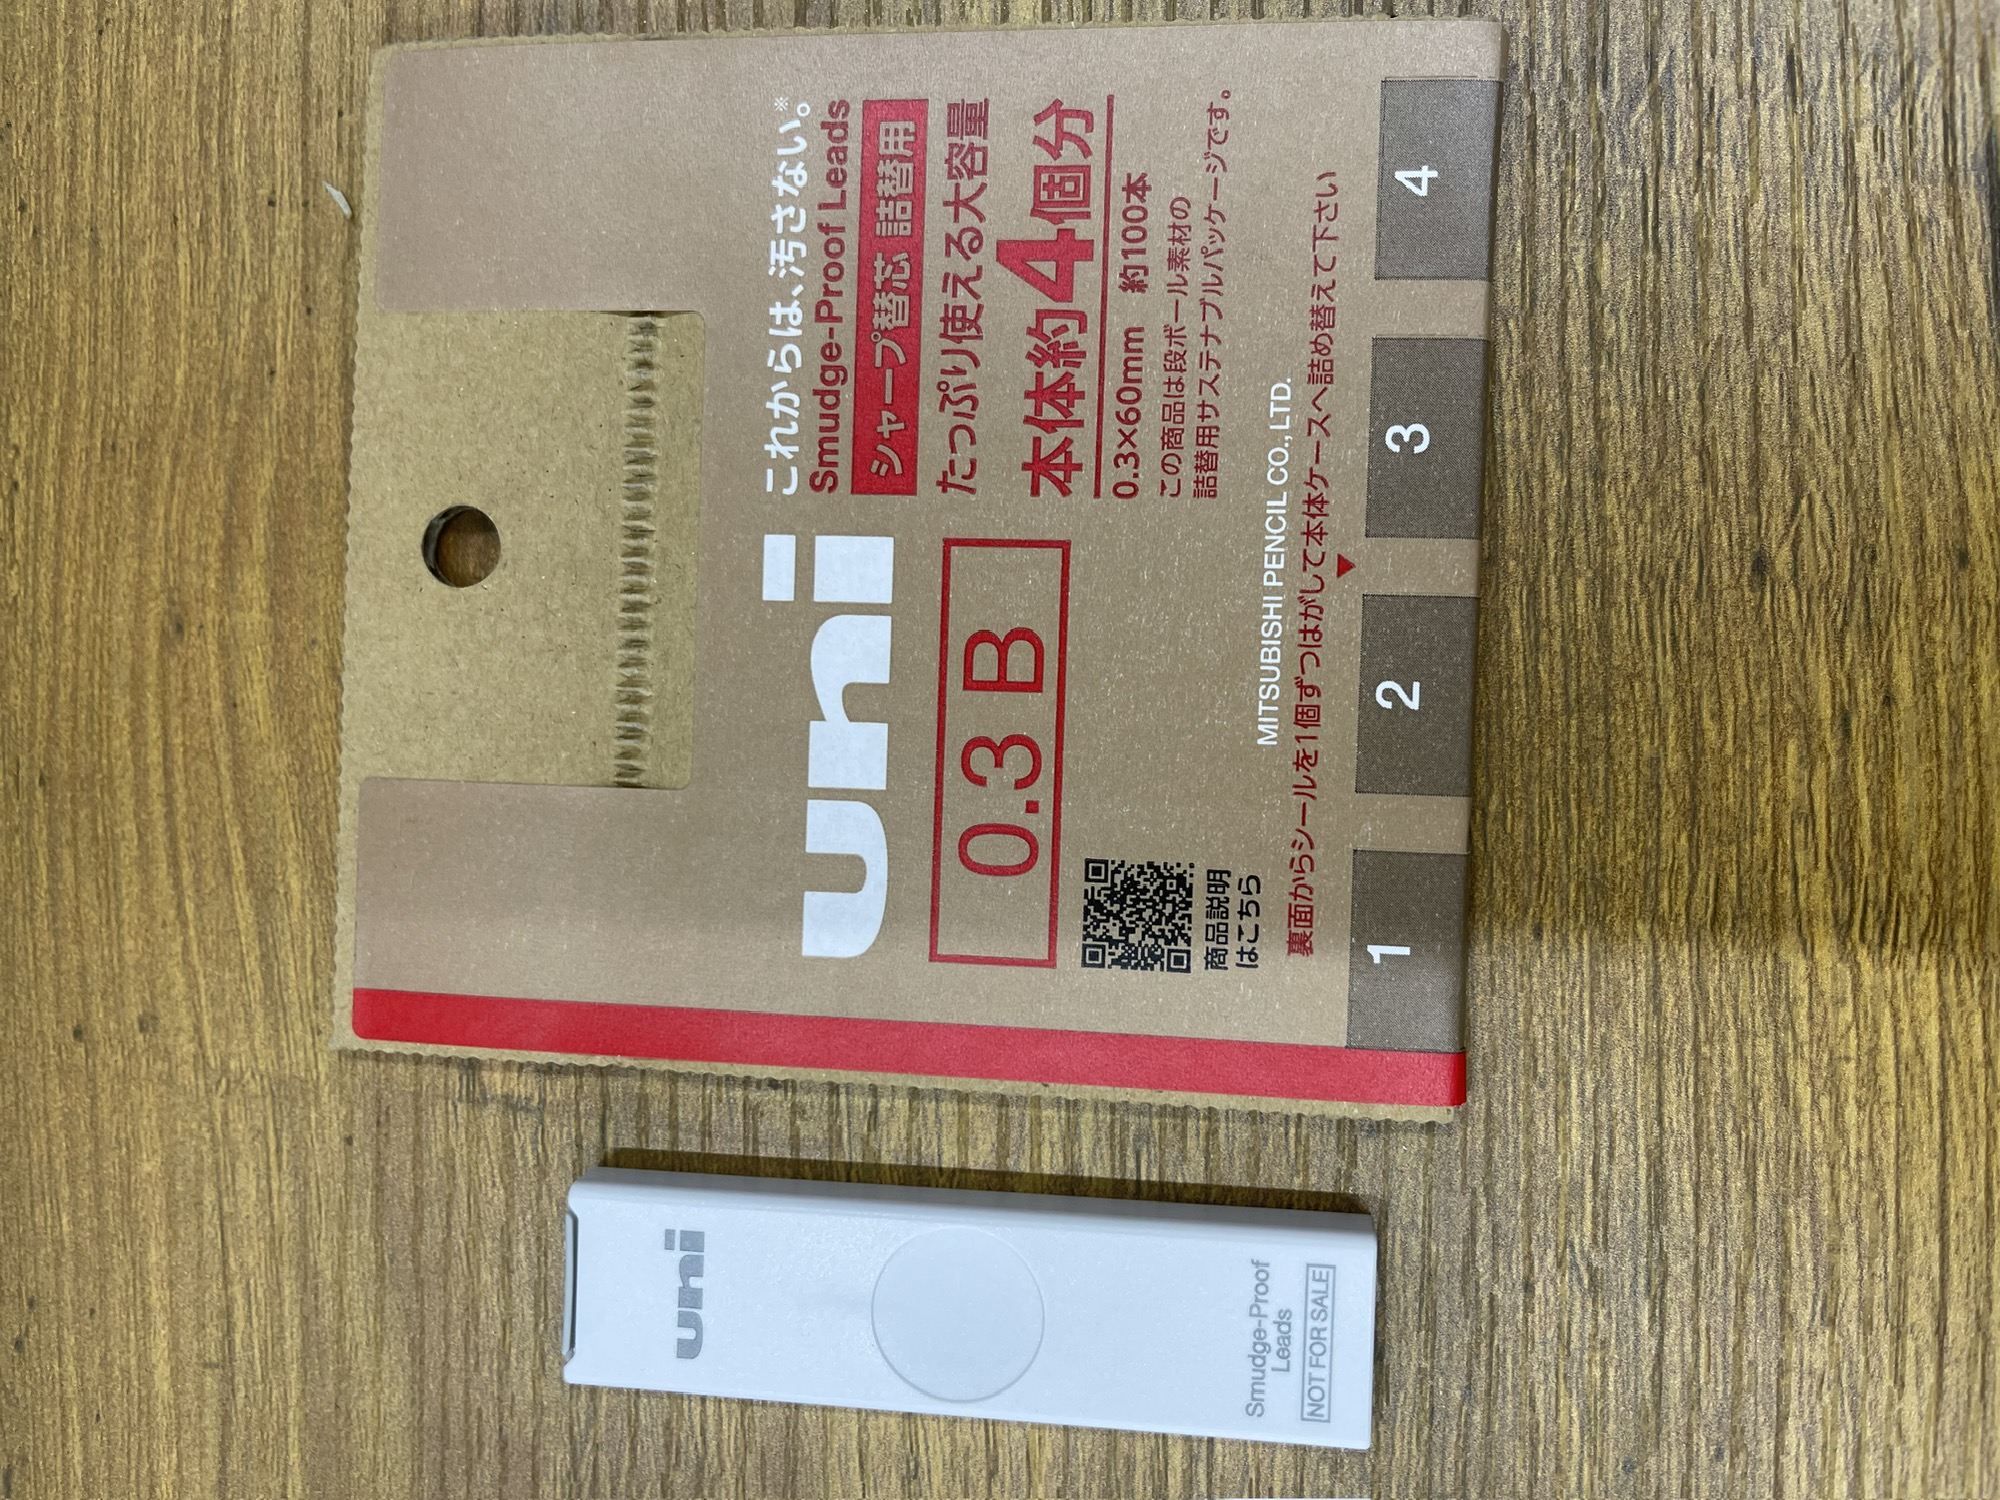 uni
これからは、汚さない。※
Smudge-Proof Leads
シャープ替芯 詰替用
0.3 B
たっぷり使える大容量
本体約4個分
0.3×60mm 約100本
この商品は段ボール素材の
詰替用サステナブルパッケージです。
商品説明
はこちら
MITSUBISHI PENCIL CO., LTD.
裏面からシールを1個ずつはがして本体ケースへ詰め替えて下さい
1
2
3
4
uni
Smudge-Proof
Leads
NOT FOR SALE